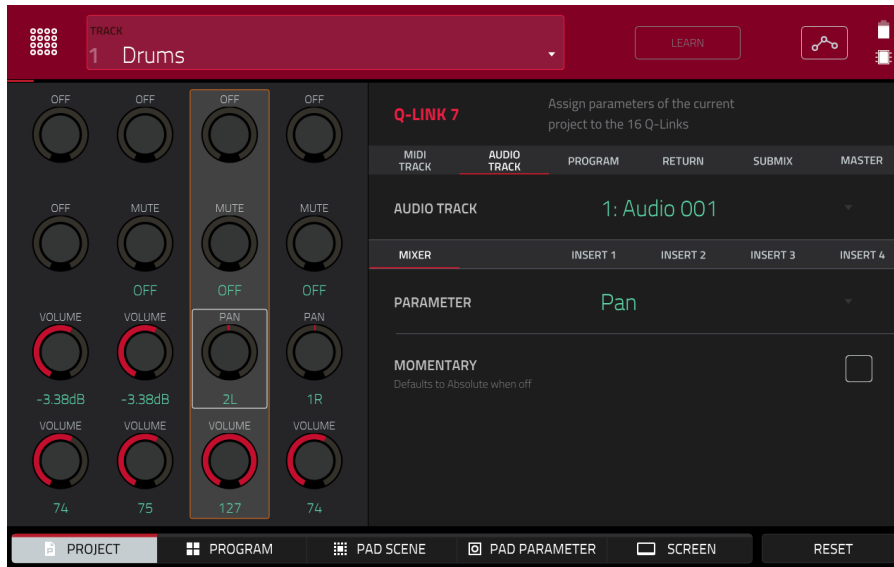 TRACK
1 Drums
LEARN
OFF OFF OFF OFF
OFF MUTE MUTE MUTE
OFF OFF OFF
VOLUME VOLUME PAN PAN
-3.38dB -3.38dB 2L 1R
VOLUME VOLUME VOLUME VOLUME
74 75 127 74
Q-LINK 7
Assign parameters of the current
project to the 16 Q-Links
MIDI TRACK AUDIO TRACK PROGRAM RETURN SUBMIX MASTER
AUDIO TRACK 1: Audio 001
MIXER INSERT 1 INSERT 2 INSERT 3 INSERT 4
PARAMETER Pan
MOMENTARY
Defaults to Absolute when off
PROJECT PROGRAM PAD SCENE PAD PARAMETER SCREEN RESET